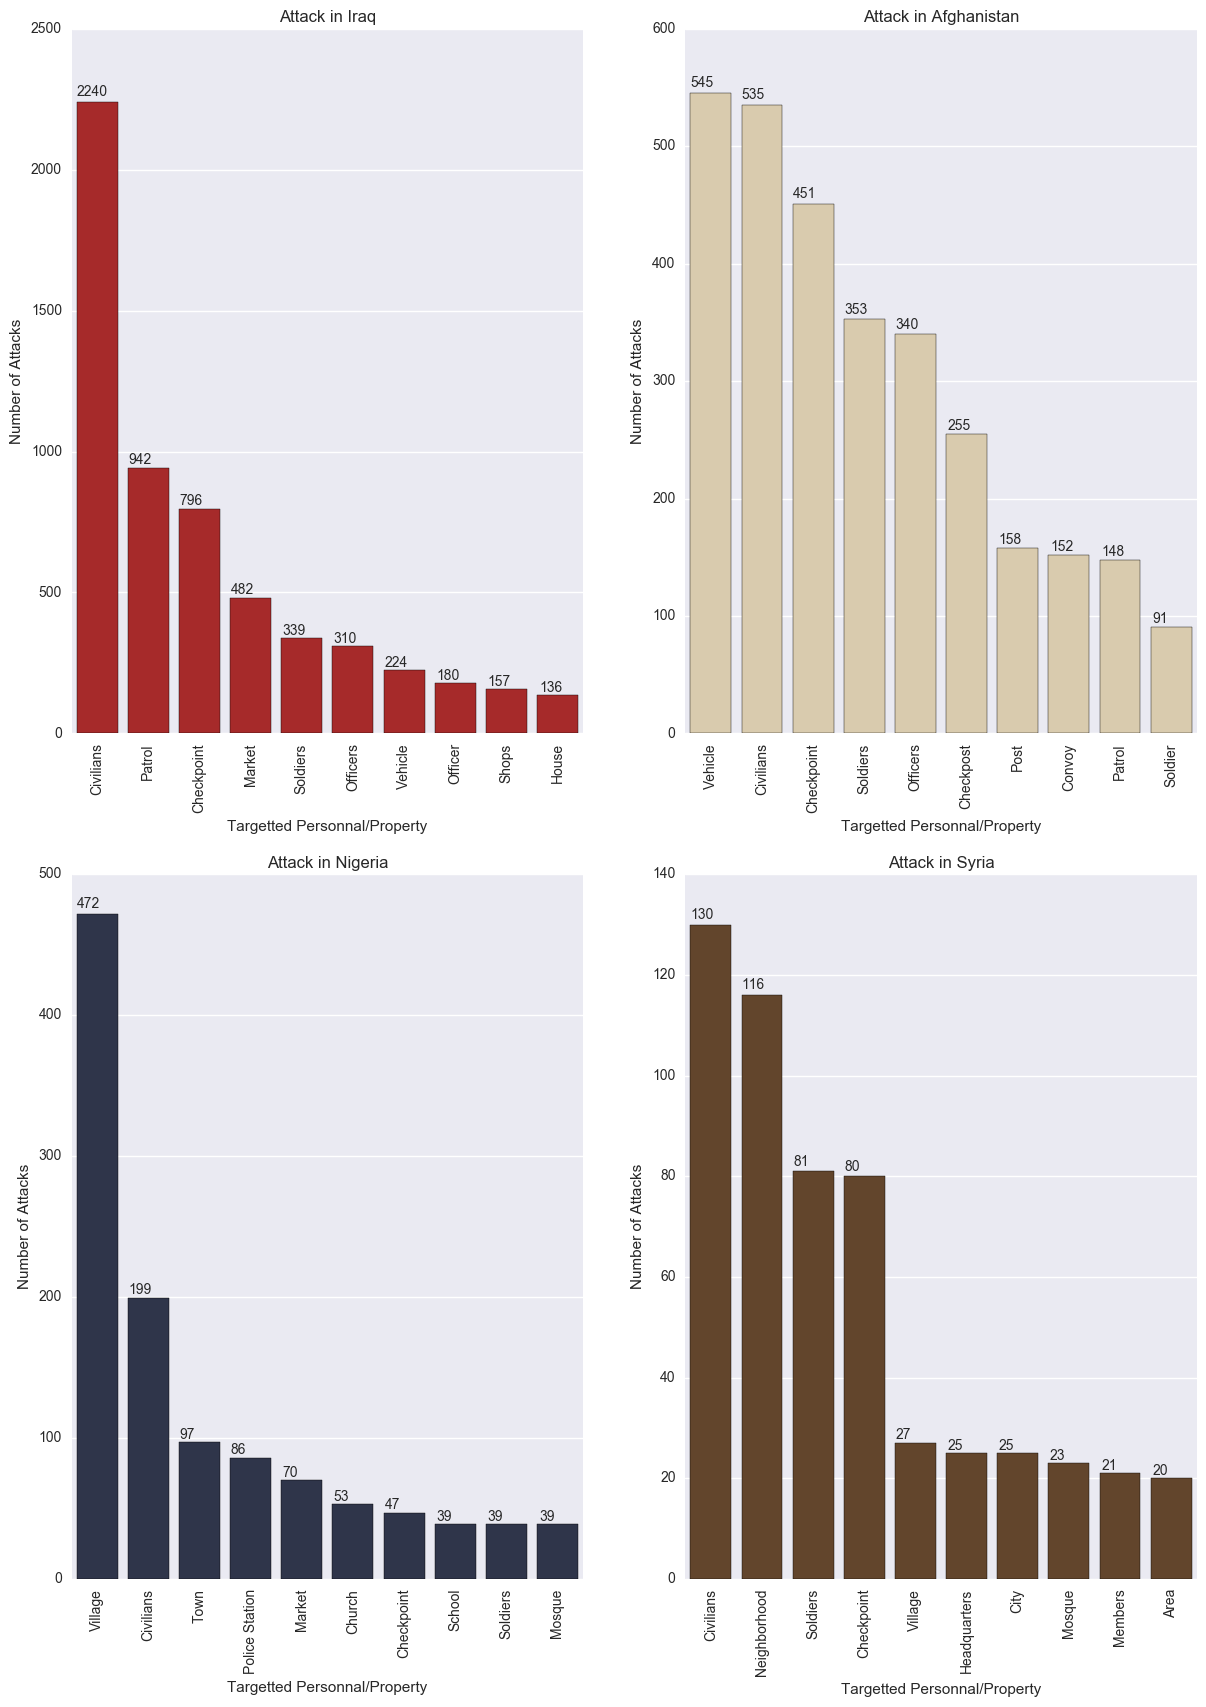 Attack in Iraq
2500
2000
1500
1000
500
0
Number of Attacks
2240
942
796
482
339
310
224
180
157
136
Civilians
Patrol
Checkpoint
Market
Soldiers
Officers
Vehicle
Officer
Shops
House
Targetted Personnal/Property
Attack in Afghanistan
600
500
400
300
200
100
0
Number of Attacks
545
535
451
353
340
255
158
152
148
91
Vehicle
Civilians
Checkpoint
Soldiers
Officers
Checkpost
Post
Convoy
Patrol
Soldier
Targetted Personnal/Property
Attack in Nigeria
500
400
300
200
100
0
Number of Attacks
472
199
97
86
70
53
47
39
39
39
Village
Civilians
Town
Police Station
Market
Church
Checkpoint
School
Soldiers
Mosque
Targetted Personnal/Property
Attack in Syria
140
120
100
80
60
40
20
0
Number of Attacks
130
116
81
80
27
25
25
23
21
20
Civilians
Neighborhood
Soldiers
Checkpoint
Village
Headquarters
City
Mosque
Members
Area
Targetted Personnal/Property